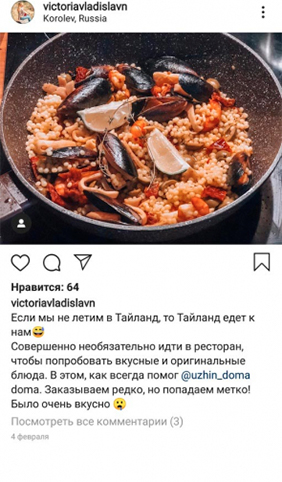 victoriavladislavn
Korolev, Russia
Нравится: 64
victoriavladislavn
Если мы не летим в Тайланд, то Тайланд едет к
нам😅
Совершенно необязательно идти в ресторан,
чтобы попробовать вкусные и оригинальные
блюда. В этом, как всегда помог @uzhin_doma
doma. Заказываем редко, но попадаем метко!
Было очень вкусно 😮
Посмотреть все комментарии (3)
4 февраля